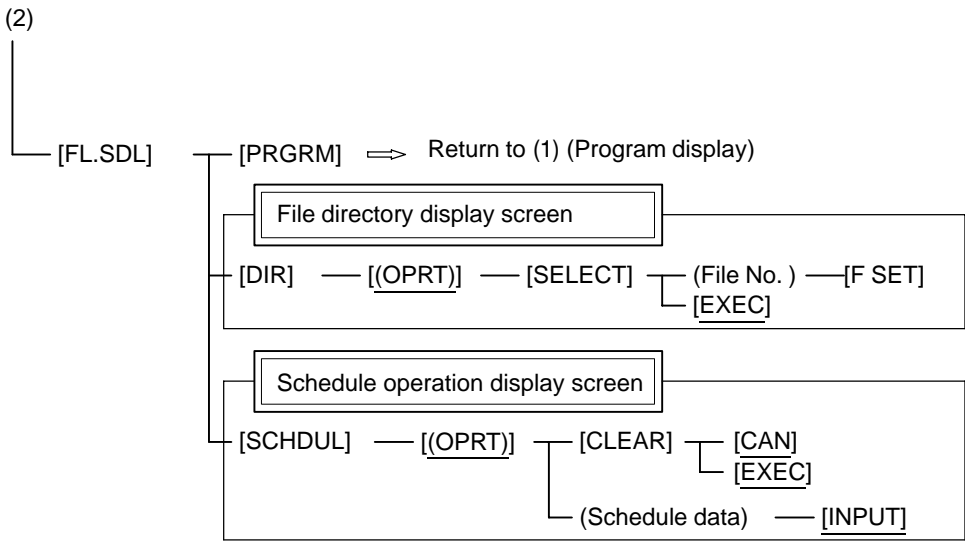 (2)
[FL.SDL] [PRGRM] ⇨ Return to (1) (Program display)
File directory display screen
[DIR] [(OPRT)] [SELECT] (File No. ) [F SET]
[EXEC]
Schedule operation display screen
[SCHDUL] [(OPRT)] [CLEAR] [CAN]
[EXEC]
(Schedule data) [INPUT]